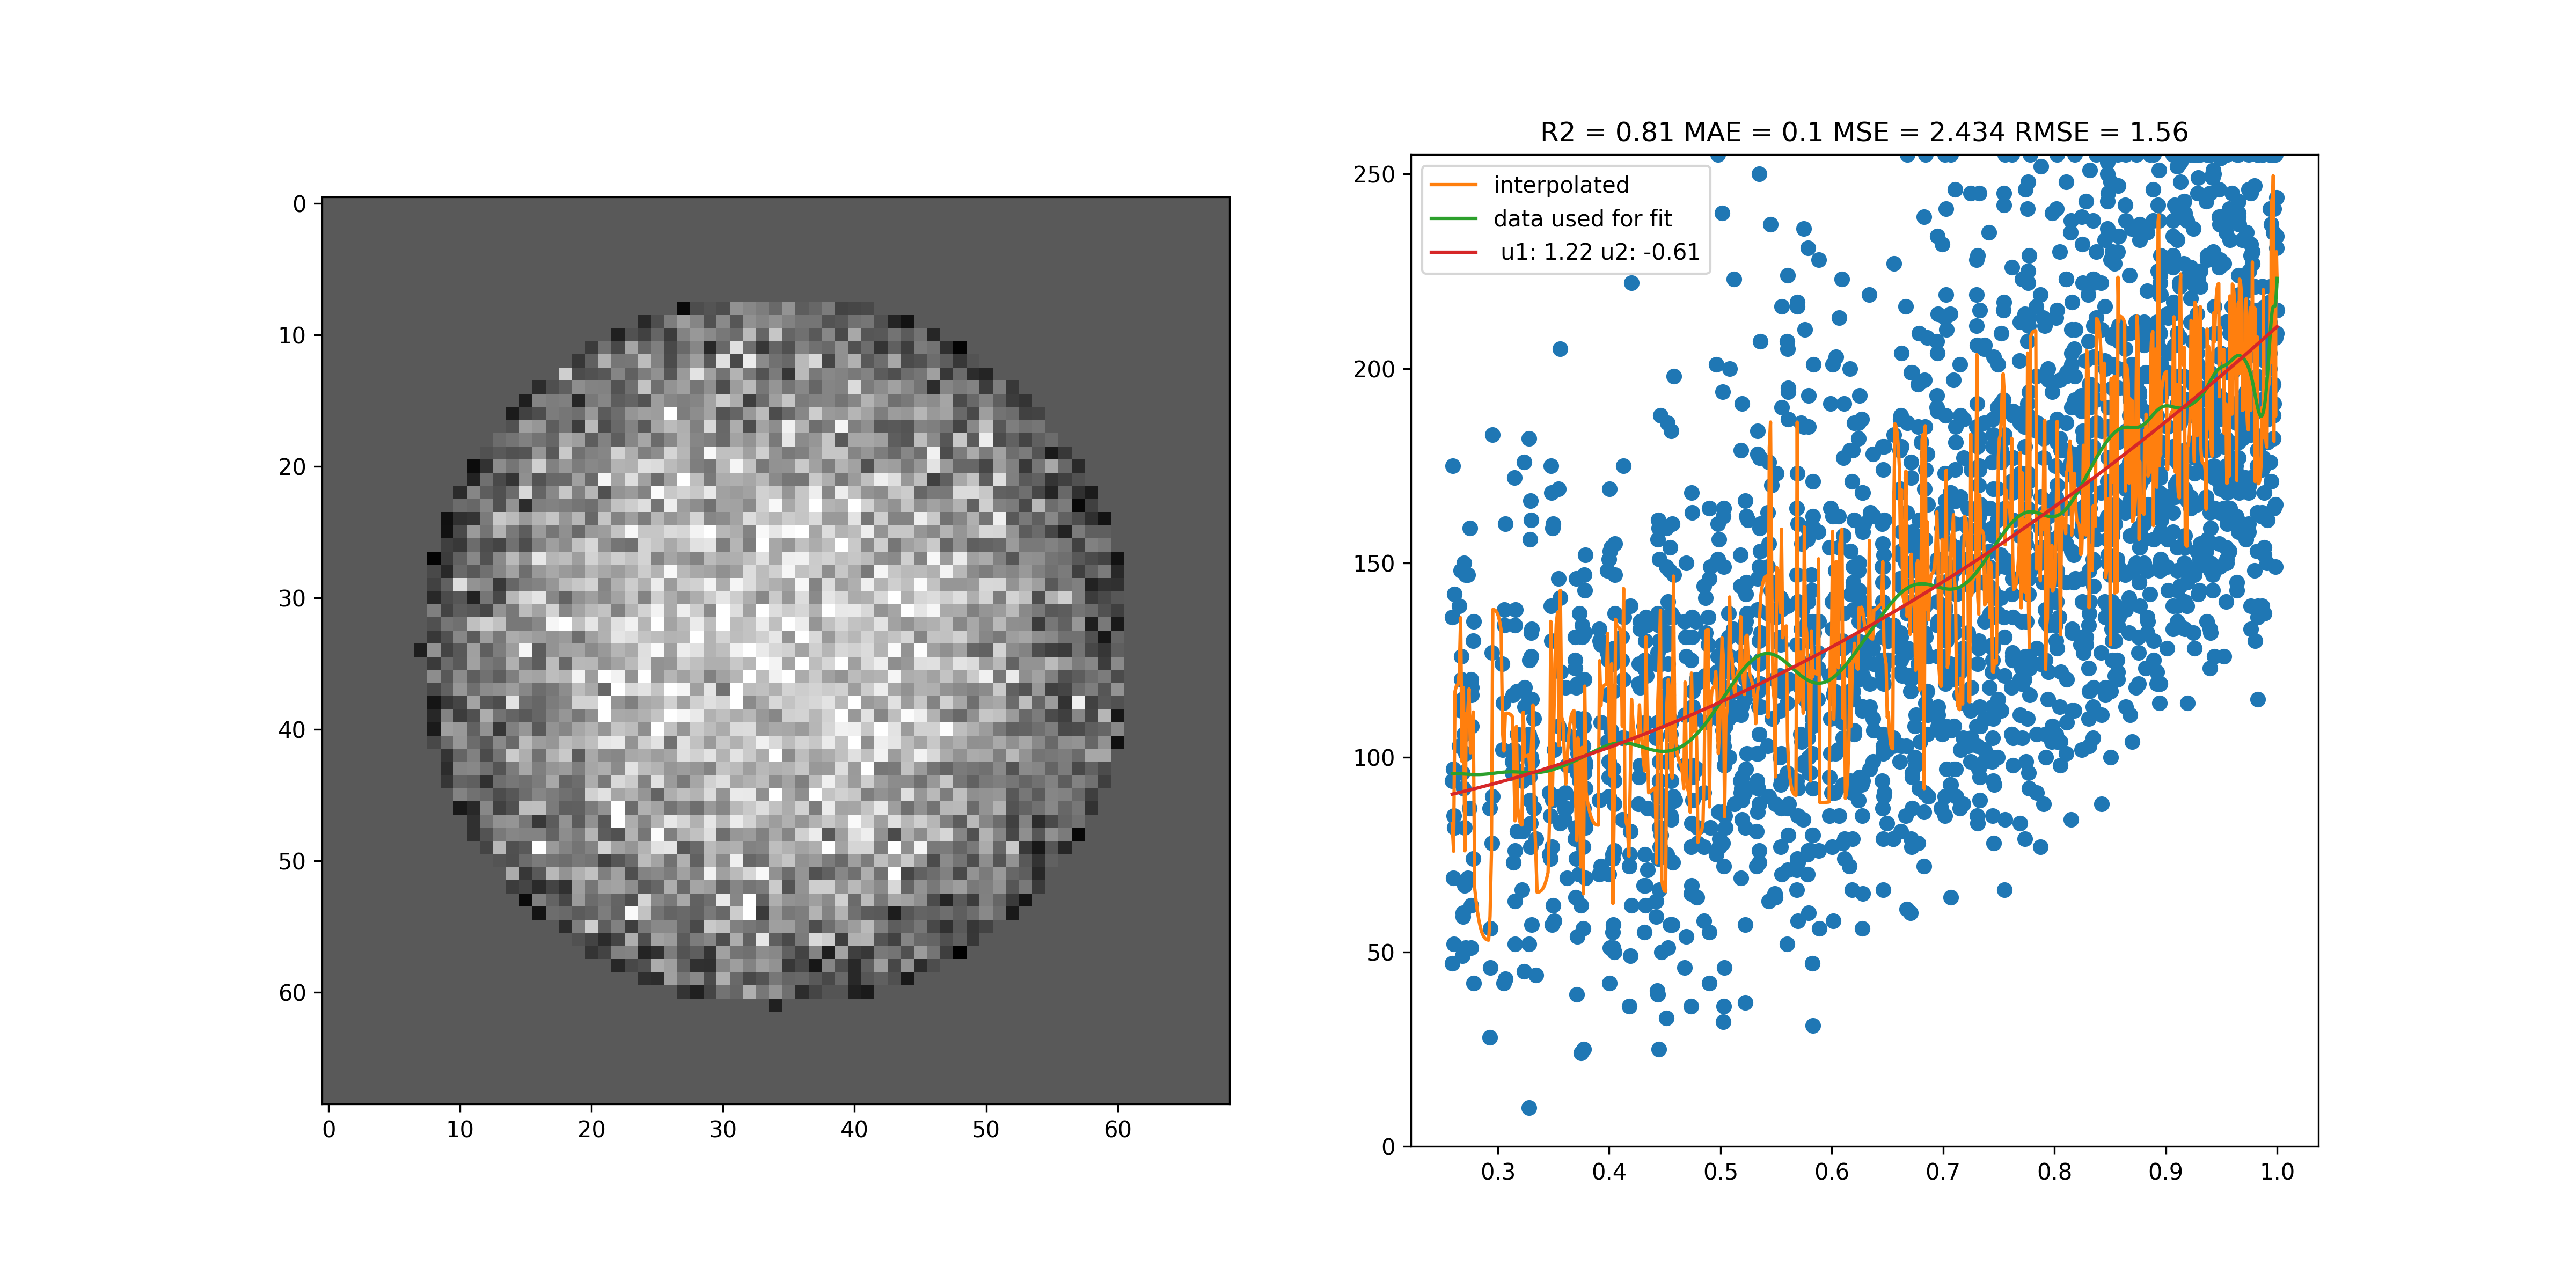 0
10
20
30
40
50
60
0 10 20 30 40 50 60
R2 = 0.81 MAE = 0.1 MSE = 2.434 RMSE = 1.56
interpolated
data used for fit
u1: 1.22 u2: -0.61
250
200
150
100
50
0
0.3 0.4 0.5 0.6 0.7 0.8 0.9 1.0